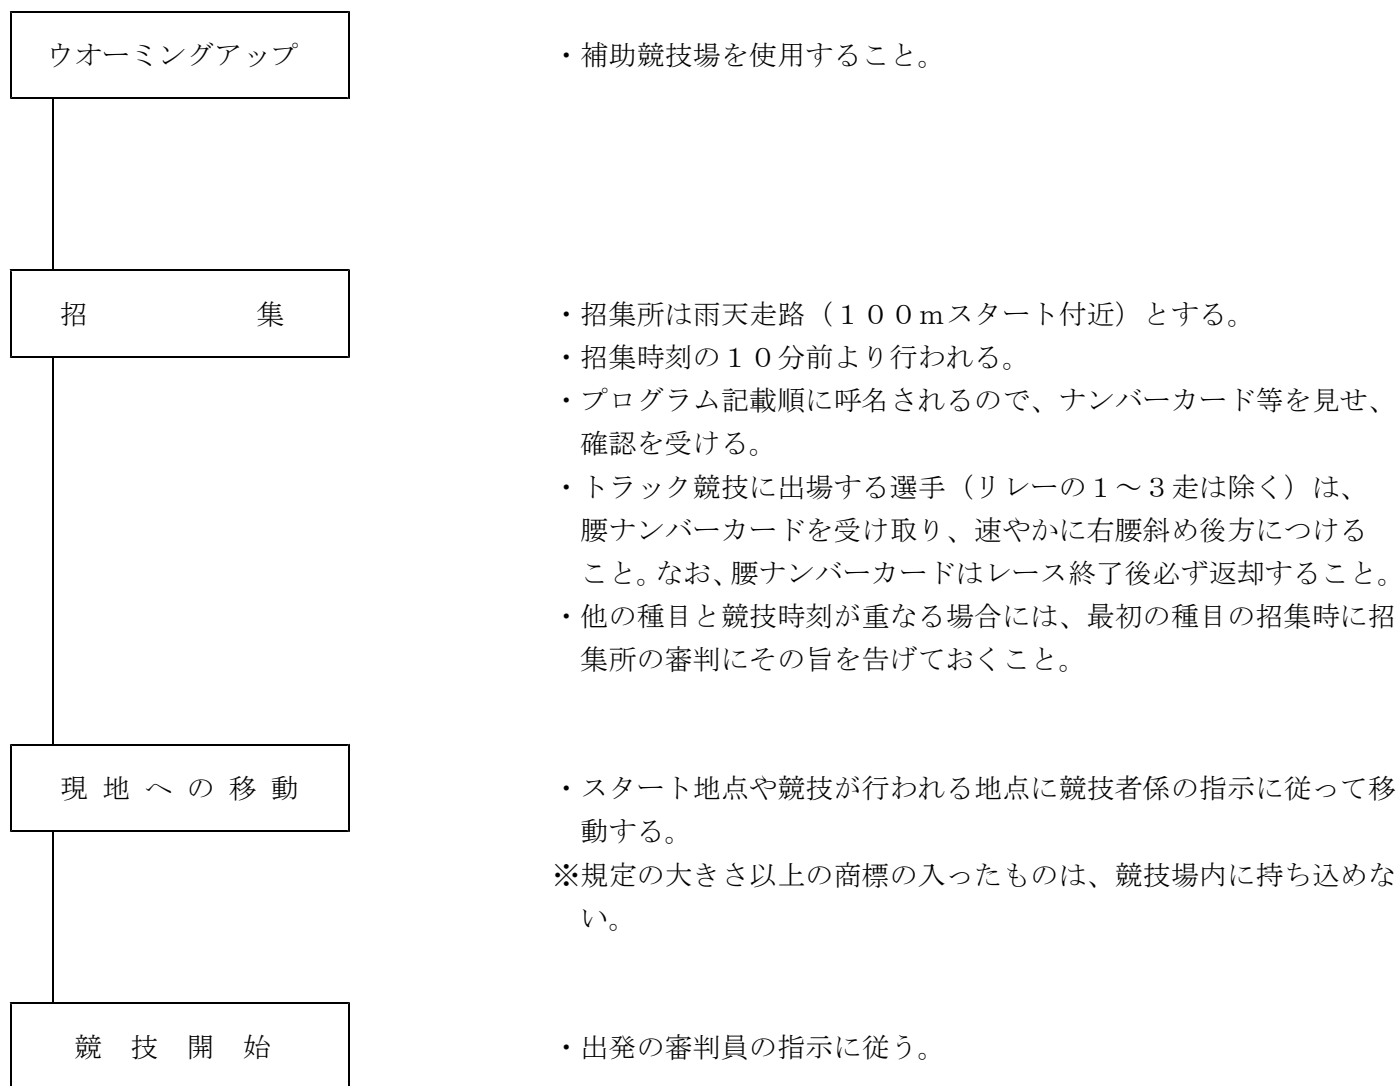 ウオーミングアップ
・補助競技場を使用すること。
招集
・招集所は雨天走路（１００ｍスタート付近）とする。
・招集時刻の１０分前より行われる。
・プログラム記載順に呼名されるので、ナンバーカード等を見せ、
確認を受ける。
・トラック競技に出場する選手（リレーの１～３走は除く）は、
腰ナンバーカードを受け取り、速やかに右腰斜め後方につける
こと。なお、腰ナンバーカードはレース終了後必ず返却すること。
・他の種目と競技時刻が重なる場合には、最初の種目の招集時に招
集所の審判にその旨を告げておくこと。
現地への移動
・スタート地点や競技が行われる地点に競技者係の指示に従って移
動する。
※規定の大きさ以上の商標の入ったものは、競技場内に持ち込めな
い。
競技開始
・出発の審判員の指示に従う。